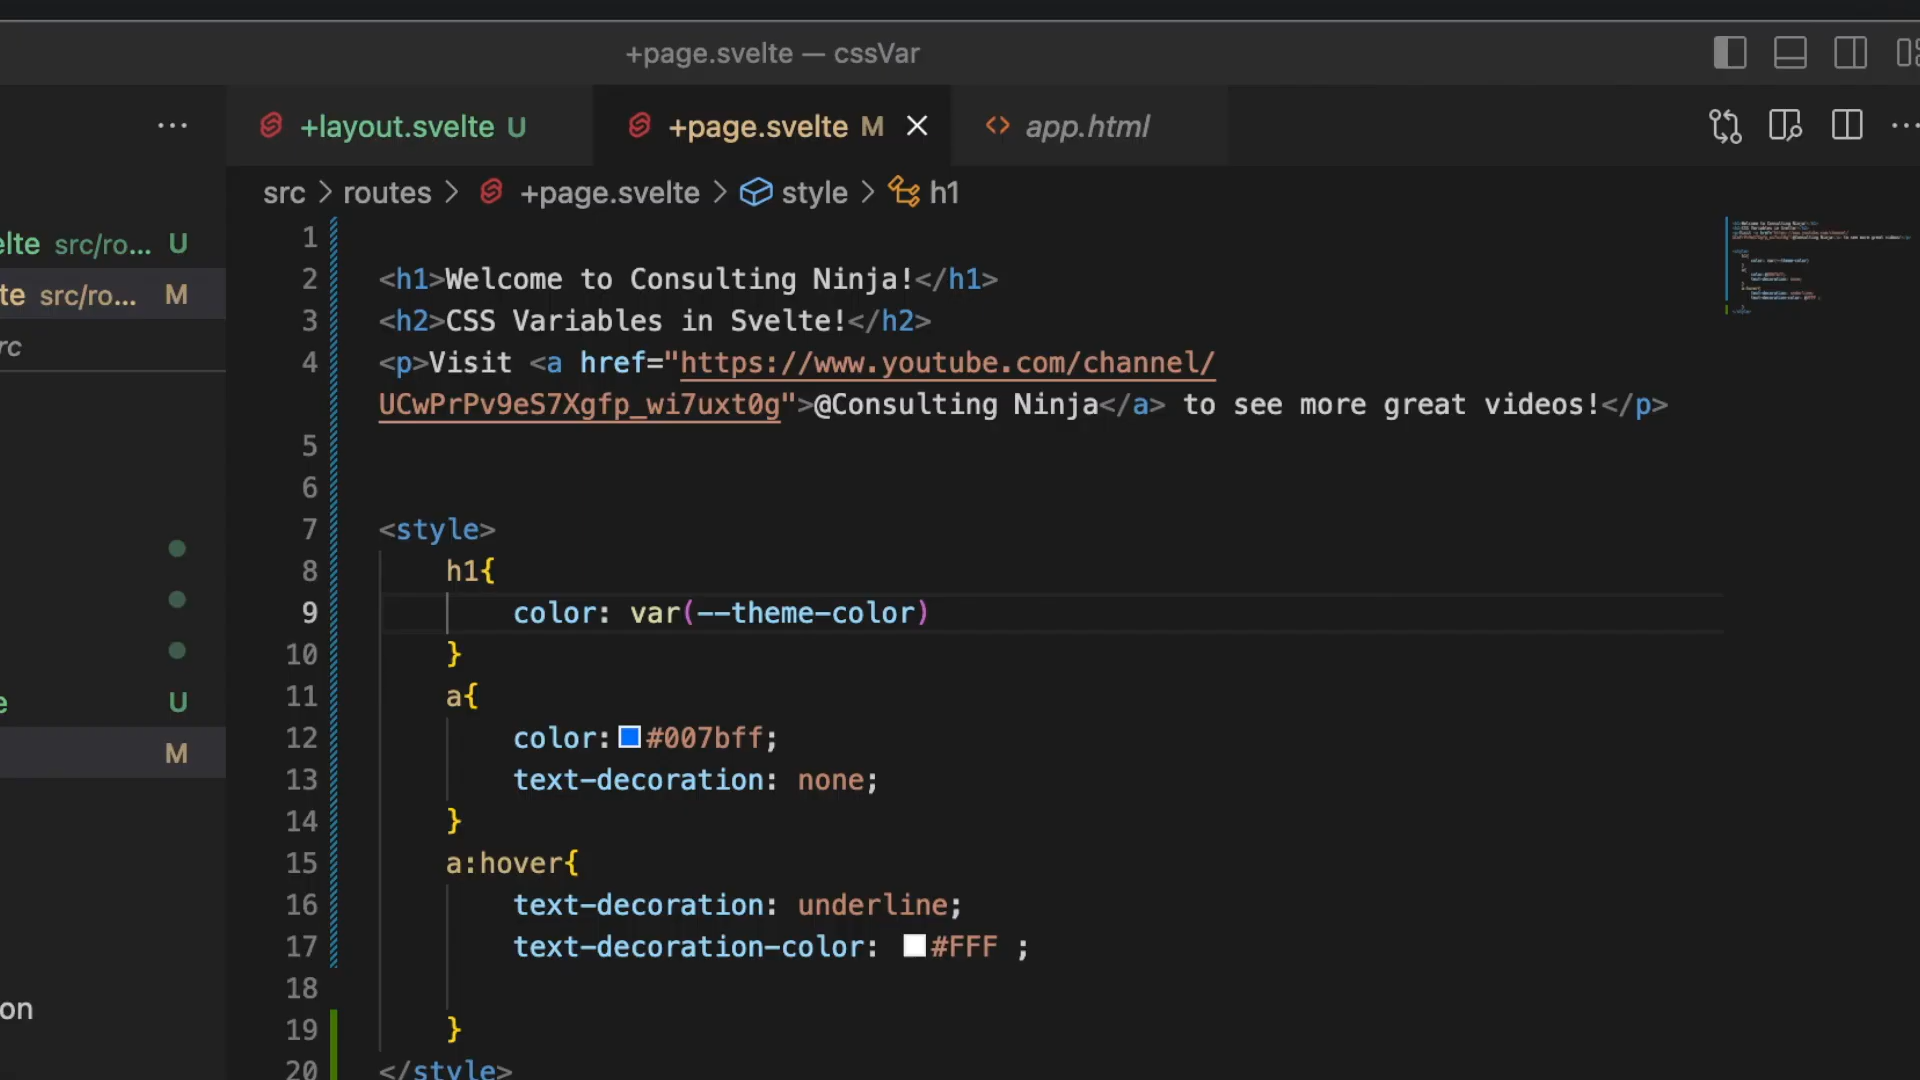 +page.svelte — cssVar
+layout.svelte U
+page.svelte M
app.html
src > routes > +page.svelte > style > h1
elte src/ro... U
te src/ro... M
rc
e U
M
on
1
2 <h1>Welcome to Consulting Ninja!</h1>
3 <h2>CSS Variables in Svelte!</h2>
4 <p>Visit <a href="https://www.youtube.com/channel/
UCwPrPv9eS7Xgfp_wi7uxt0g">@Consulting Ninja</a> to see more great videos!</p>
5
6
7 <style>
8 h1{
9 color: var(--theme-color)
10 }
11 a{
12 color:#007bff;
13 text-decoration: none;
14 }
15 a:hover{
16 text-decoration: underline;
17 text-decoration-color: #FFF ;
18
19 }
20 </style>